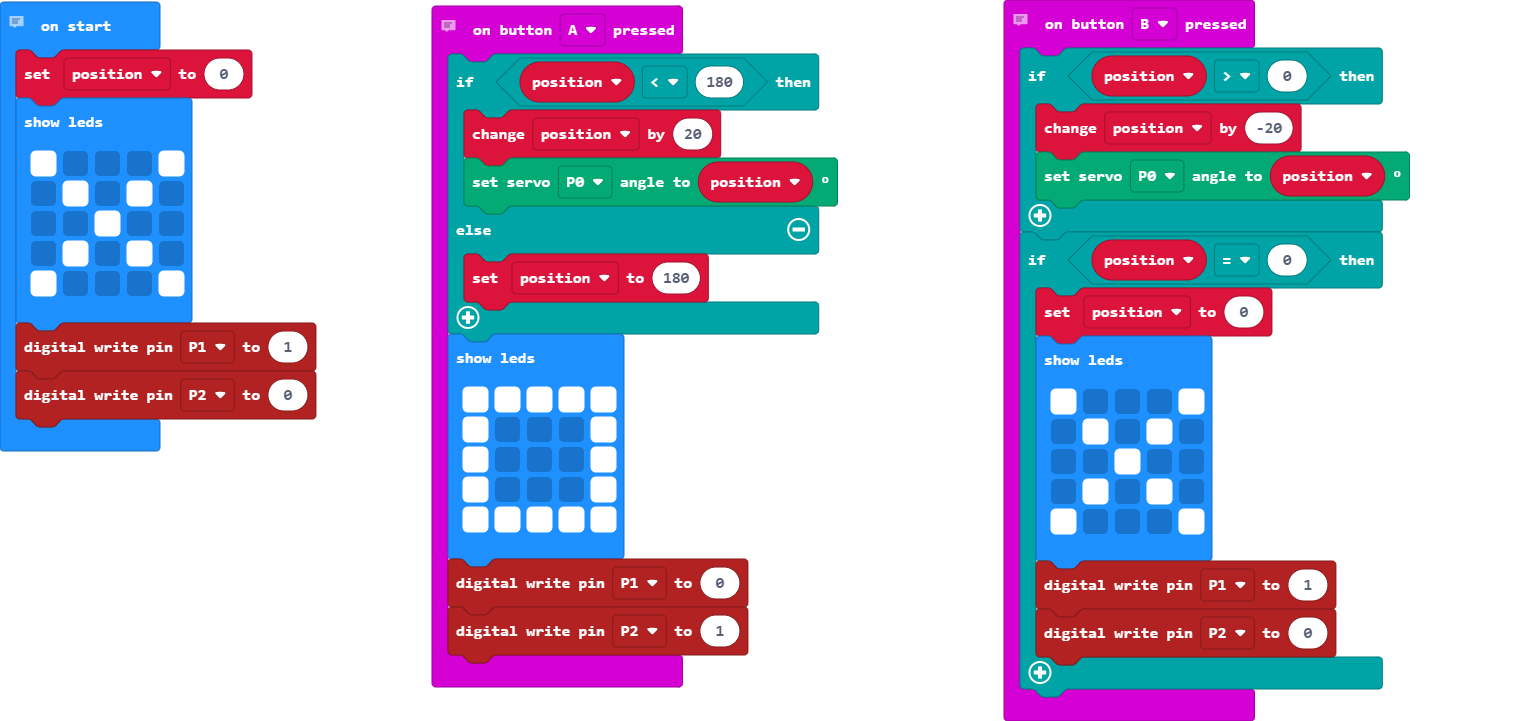 on start
set position to 0
show leds
digital write pin P1 to 1
digital write pin P2 to 0
on button A pressed
if position < 180 then
change position by 20
set servo P0 angle to position °
else
set position to 180
show leds
digital write pin P1 to 0
digital write pin P2 to 1
on button B pressed
if position > 0 then
change position by -20
set servo P0 angle to position °
if position = 0 then
set position to 0
show leds
digital write pin P1 to 1
digital write pin P2 to 0